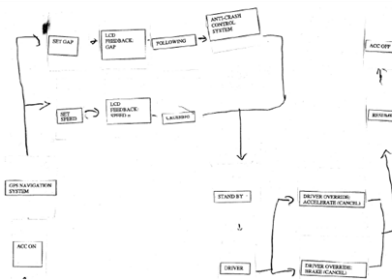 SET GAP
LCD
FEEDBACK:
GAP
FOLLOWING
ANTI-CRASH
CONTROL
SYSTEM
ACC OFF
SET
SPEED
LCD
FEEDBACK:
RESUME
GPS NAVIGATION
SYSTEM
STAND BY
DRIVER OVERRIDE:
ACCELERATE (CANCEL)
ACC ON
DRIVER
DRIVER OVERRIDE:
BRAKE (CANCEL)